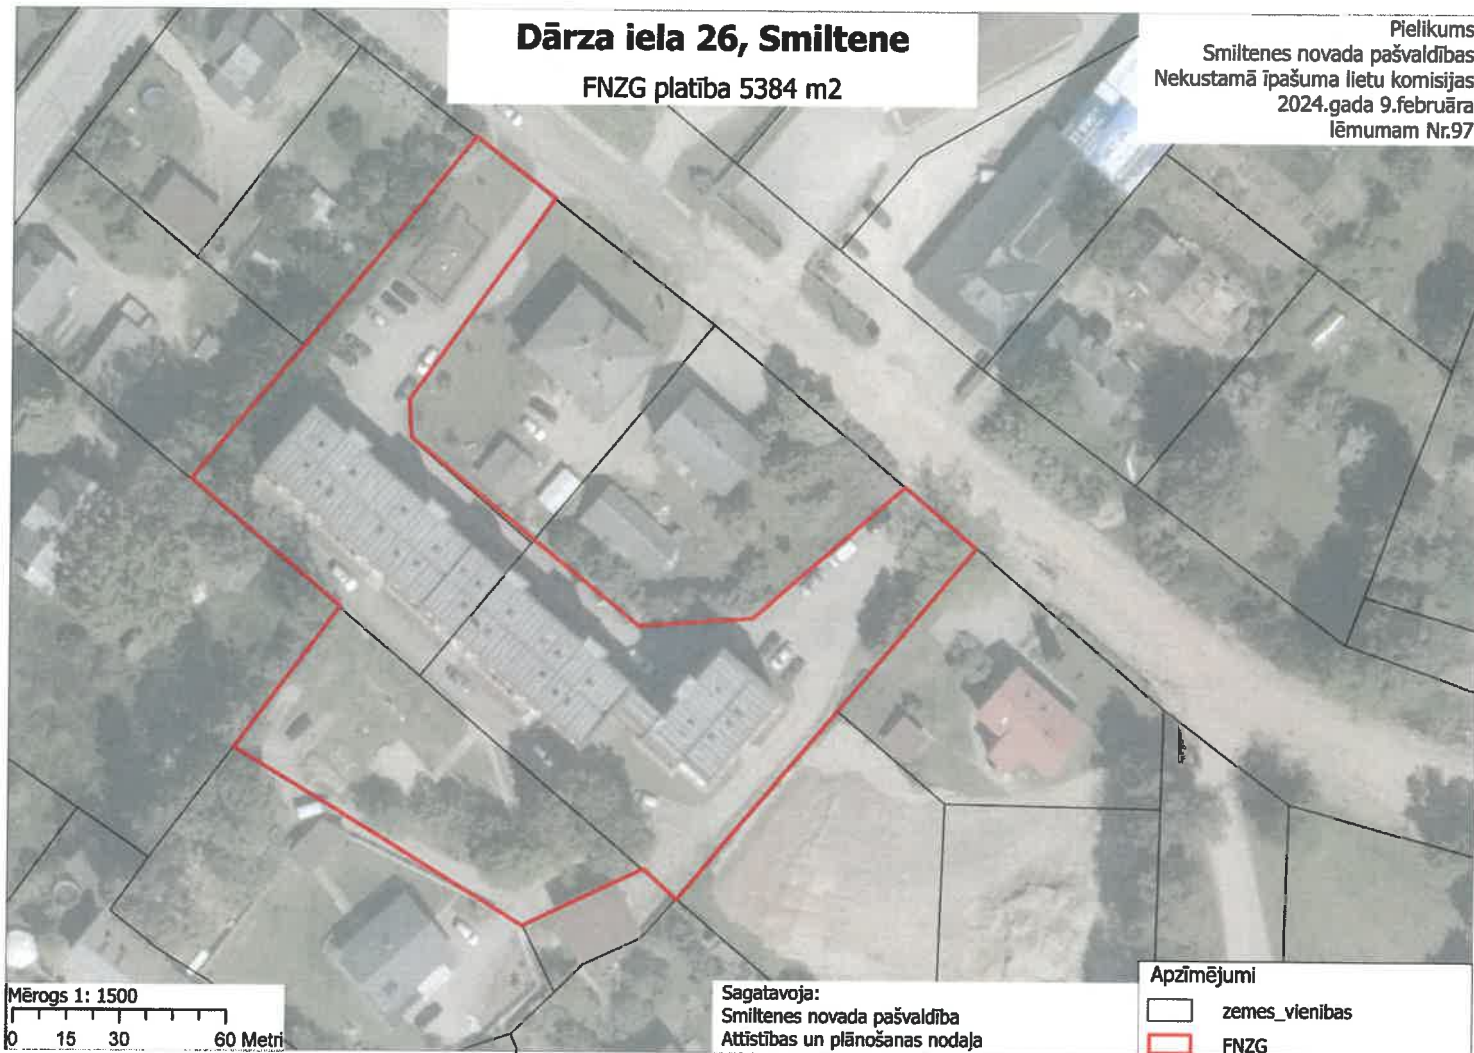 Dārza iela 26, Smiltene
FNZG platība 5384 m2
Pielikums
Smiltenes novada pašvaldības
Nekustamā īpašuma lietu komisijas
2024.gada 9.februāra
lēmumam Nr.97
Mērogs 1: 1500
0 15 30 60 Metri
Sagatavoja:
Smiltenes novada pašvaldība
Attīstības un plānošanas nodaļa
Apzīmējumi
zemes_vienibas
FNZG